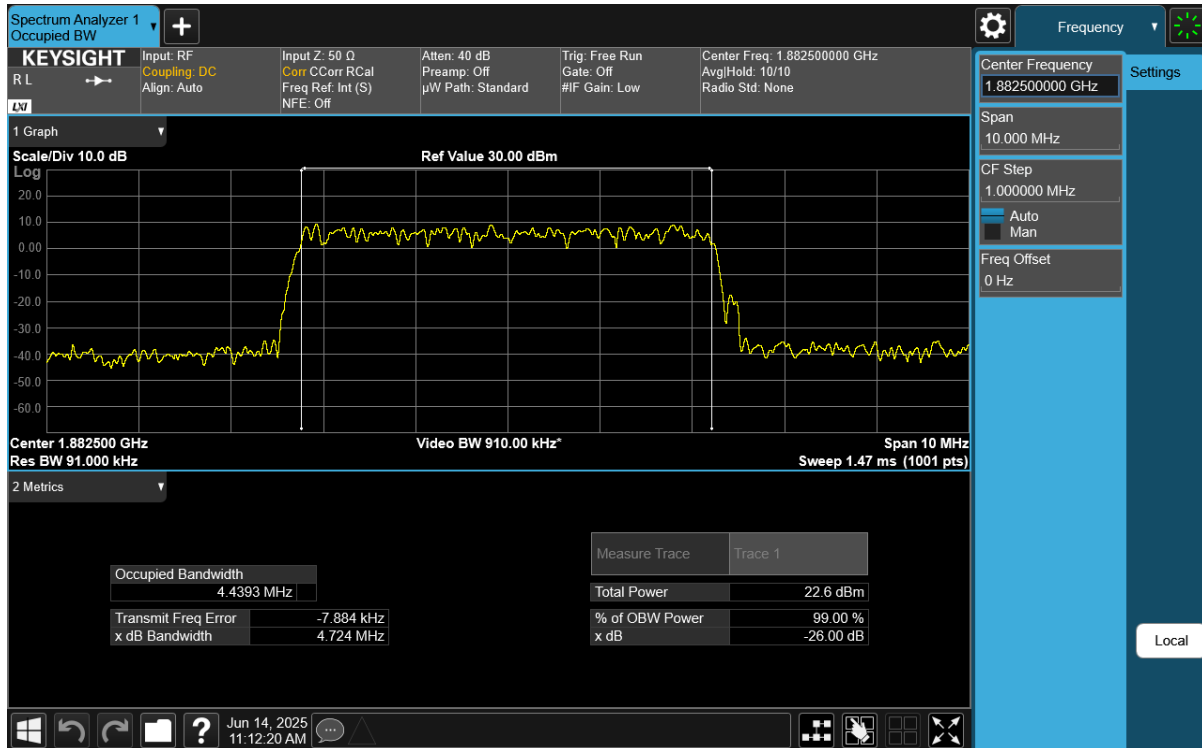 Spectrum Analyzer 1
Occupied BW
▼
+
Frequency
▼
KEYSIGHT
R L
LXI
Input: RF
Coupling: DC
Align: Auto
Input Z: 50 Ω
Corr CCorr RCal
Freq Ref: Int (S)
NFE: Off
Atten: 40 dB
Preamp: Off
µW Path: Standard
Trig: Free Run
Gate: Off
#IF Gain: Low
Center Freq: 1.882500000 GHz
Avg|Hold: 10/10
Radio Std: None
Center Frequency
1.882500000 GHz
Settings
Span
10.000 MHz
CF Step
1.000000 MHz
Auto
Man
Freq Offset
0 Hz
Local
1 Graph ▼
Scale/Div 10.0 dB Ref Value 30.00 dBm
Log
20.0
10.0
0.00
-10.0
-20.0
-30.0
-40.0
-50.0
-60.0
Center 1.882500 GHz Video BW 910.00 kHz* Span 10 MHz
Res BW 91.000 kHz Sweep 1.47 ms (1001 pts)
2 Metrics ▼
Measure Trace Trace 1
Occupied Bandwidth
4.4393 MHz
Total Power 22.6 dBm
Transmit Freq Error -7.884 kHz
% of OBW Power 99.00 %
x dB Bandwidth 4.724 MHz
x dB -26.00 dB
?
Jun 14, 2025
11:12:20 AM